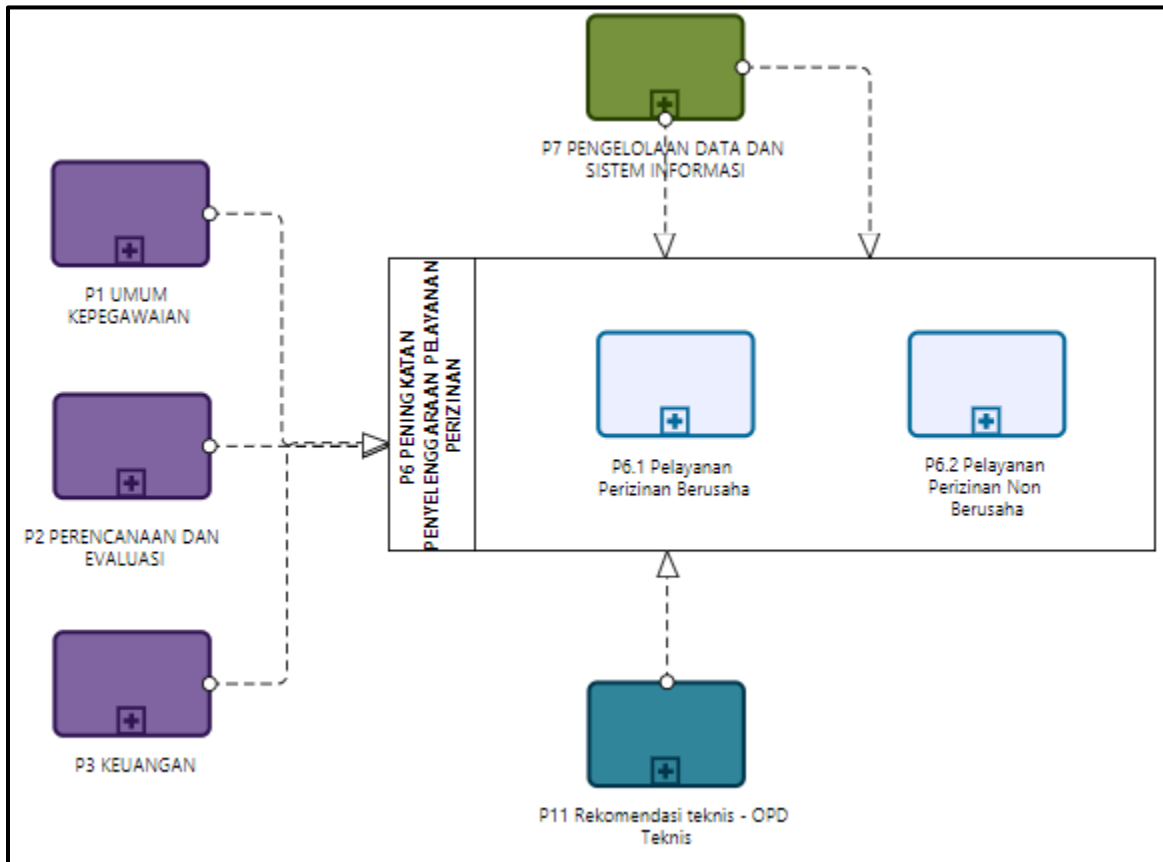 P7 PENGELOLAAN DATA DAN
SISTEM INFORMASI
P1 UMUM
KEPEGAWAIAN
P2 PERENCANAAN DAN
EVALUASI
P3 KEUANGAN
P6 PENINGKATAN
PENYELENGGARAAN PELAYANAN
PERIZINAN
P6.1 Pelayanan
Perizinan Berusaha
P6.2 Pelayanan
Perizinan Non
Berusaha
P11 Rekomendasi teknis - OPD
Teknis